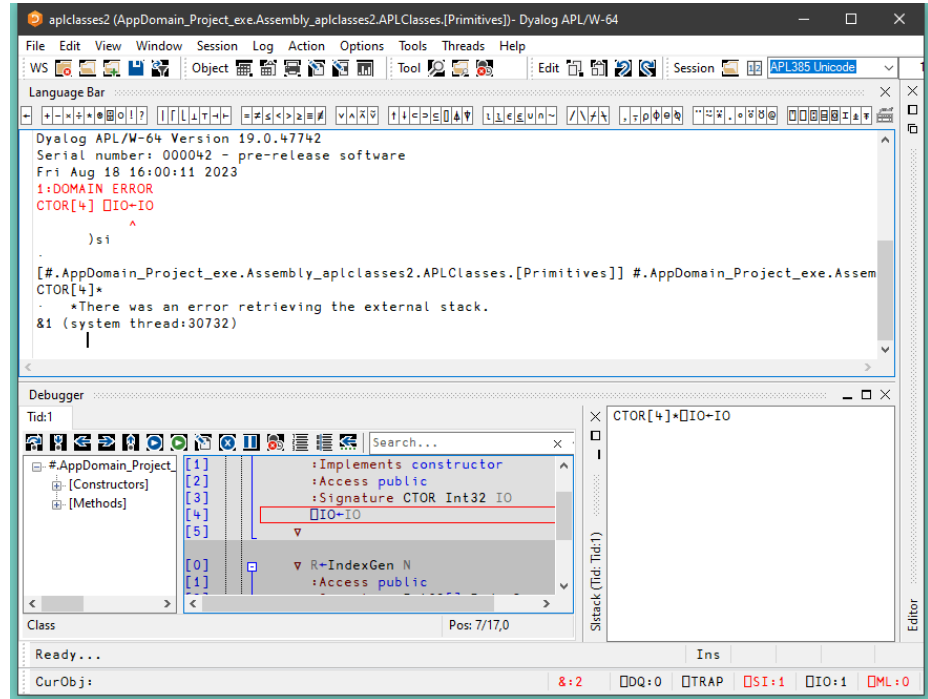 aplclasses2 (AppDomain_Project_exe.Assembly_aplclasses2.APLClasses.[Primitives])- Dyalog APL/W-64
File Edit View Window Session Log Action Options Tools Threads Help
WS Object Tool Edit Session APL385 Unicode 1
Language Bar
Dyalog APL/W-64 Version 19.0.47742
Serial number: 000042 - pre-release software
Fri Aug 18 16:00:11 2023
1:DOMAIN ERROR
CTOR[4] ⎕IO←IO
^
)si
·
[#.AppDomain_Project_exe.Assembly_aplclasses2.APLClasses.[Primitives]] #.AppDomain_Project_exe.Assem
CTOR[4]*
· *There was an error retrieving the external stack.
&1 (system thread:30732)
Debugger
Tid:1
Search...
#.AppDomain_Project_
[Constructors]
[Methods]
[1] :Implements constructor
[2] :Access public
[3] :Signature CTOR Int32 IO
[4] ⎕IO←IO
[5] ∇
[0] ∇ R←IndexGen N
[1] :Access public
Class Pos: 7/17,0
CTOR[4]*⎕IO←IO
SIstack (Tid: Tid:1)
Editor
Ready... Ins
CurObj: &:2 ⎕DQ:0 ⎕TRAP ⎕SI:1 ⎕IO:1 ⎕ML:0